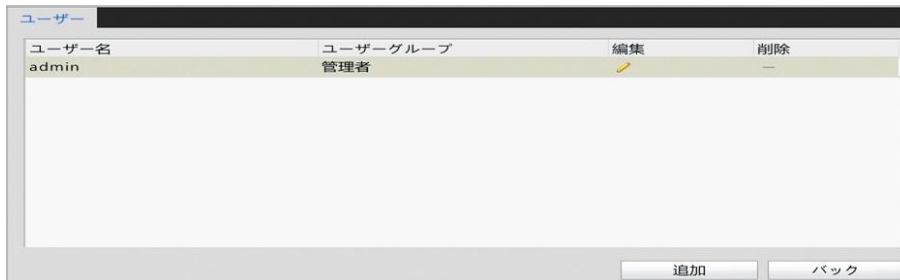 ユーザー
ユーザー名 ユーザーグループ 編集 削除
admin 管理者 —
追加 バック